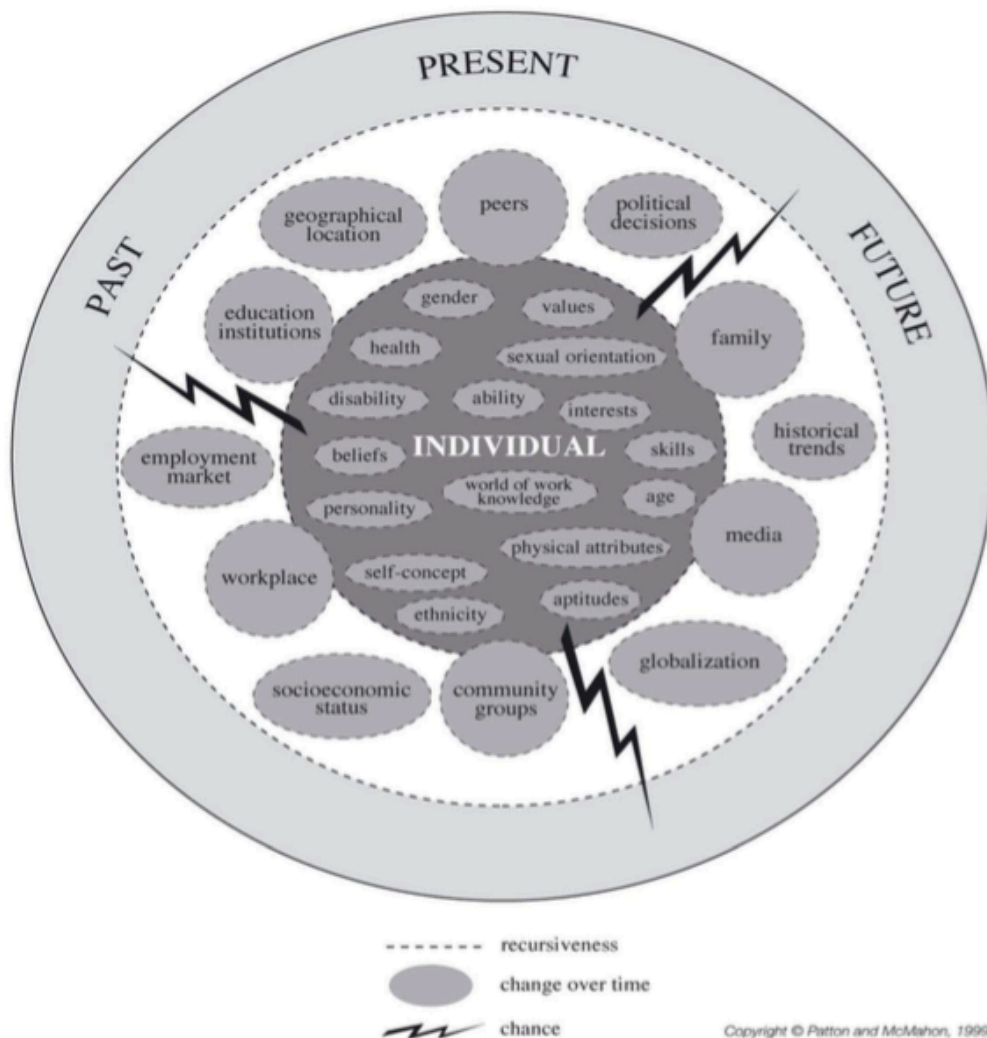 PRESENT
PAST
FUTURE
peers
geographical
location
political
decisions
education
institutions
family
employment
market
historical
trends
workplace
media
socioeconomic
status
community
groups
globalization
gender
values
health
sexual orientation
disability
ability
interests
INDIVIDUAL
beliefs
skills
world of work
knowledge
age
personality
physical attributes
self-concept
aptitudes
ethnicity
recursiveness
change over time
chance
Copyright © Patton and McMahon, 1999